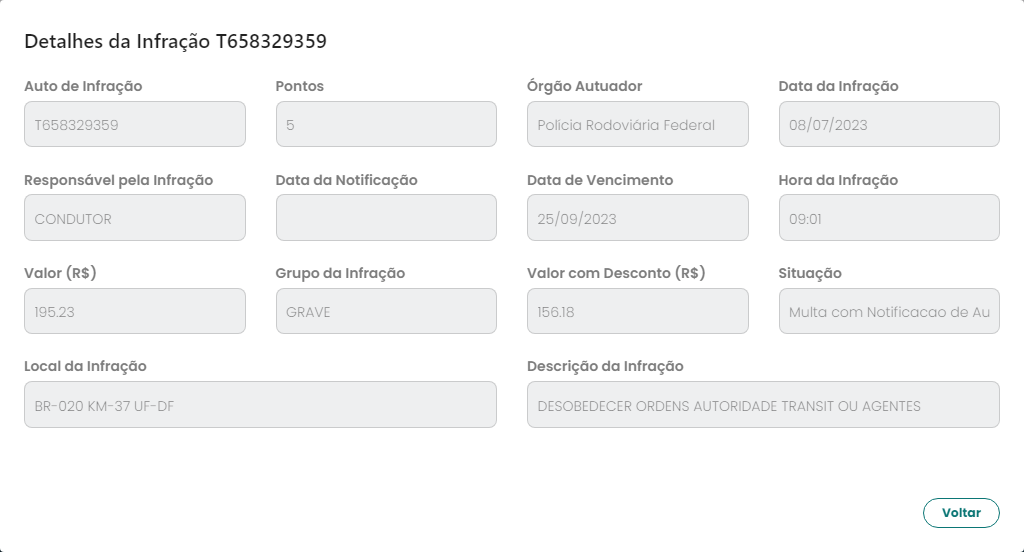 Detalhes da Infração T658329359
Auto de Infração Pontos Órgão Autuador Data da Infração
T658329359 5 Polícia Rodoviária Federal 08/07/2023
Responsável pela Infração Data da Notificação Data de Vencimento Hora da Infração
CONDUTOR 25/09/2023 09:01
Valor (R$) Grupo da Infração Valor com Desconto (R$) Situação
195.23 GRAVE 156.18 Multa com Notificacao de Au
Local da Infração Descrição da Infração
BR-020 KM-37 UF-DF DESOBEDECER ORDENS AUTORIDADE TRANSIT OU AGENTES
Voltar